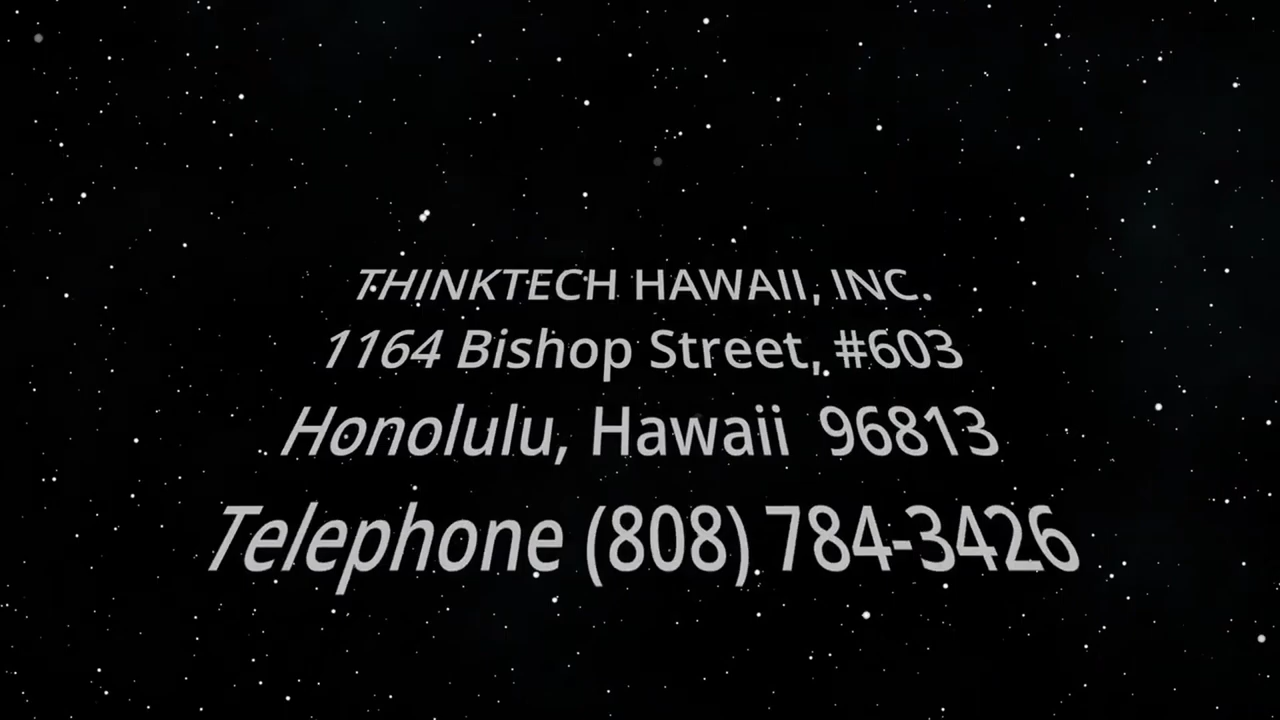 THINKTECH HAWAII, INC.
1164 Bishop Street, #603
Honolulu, Hawaii  96813
Telephone (808) 784-3426